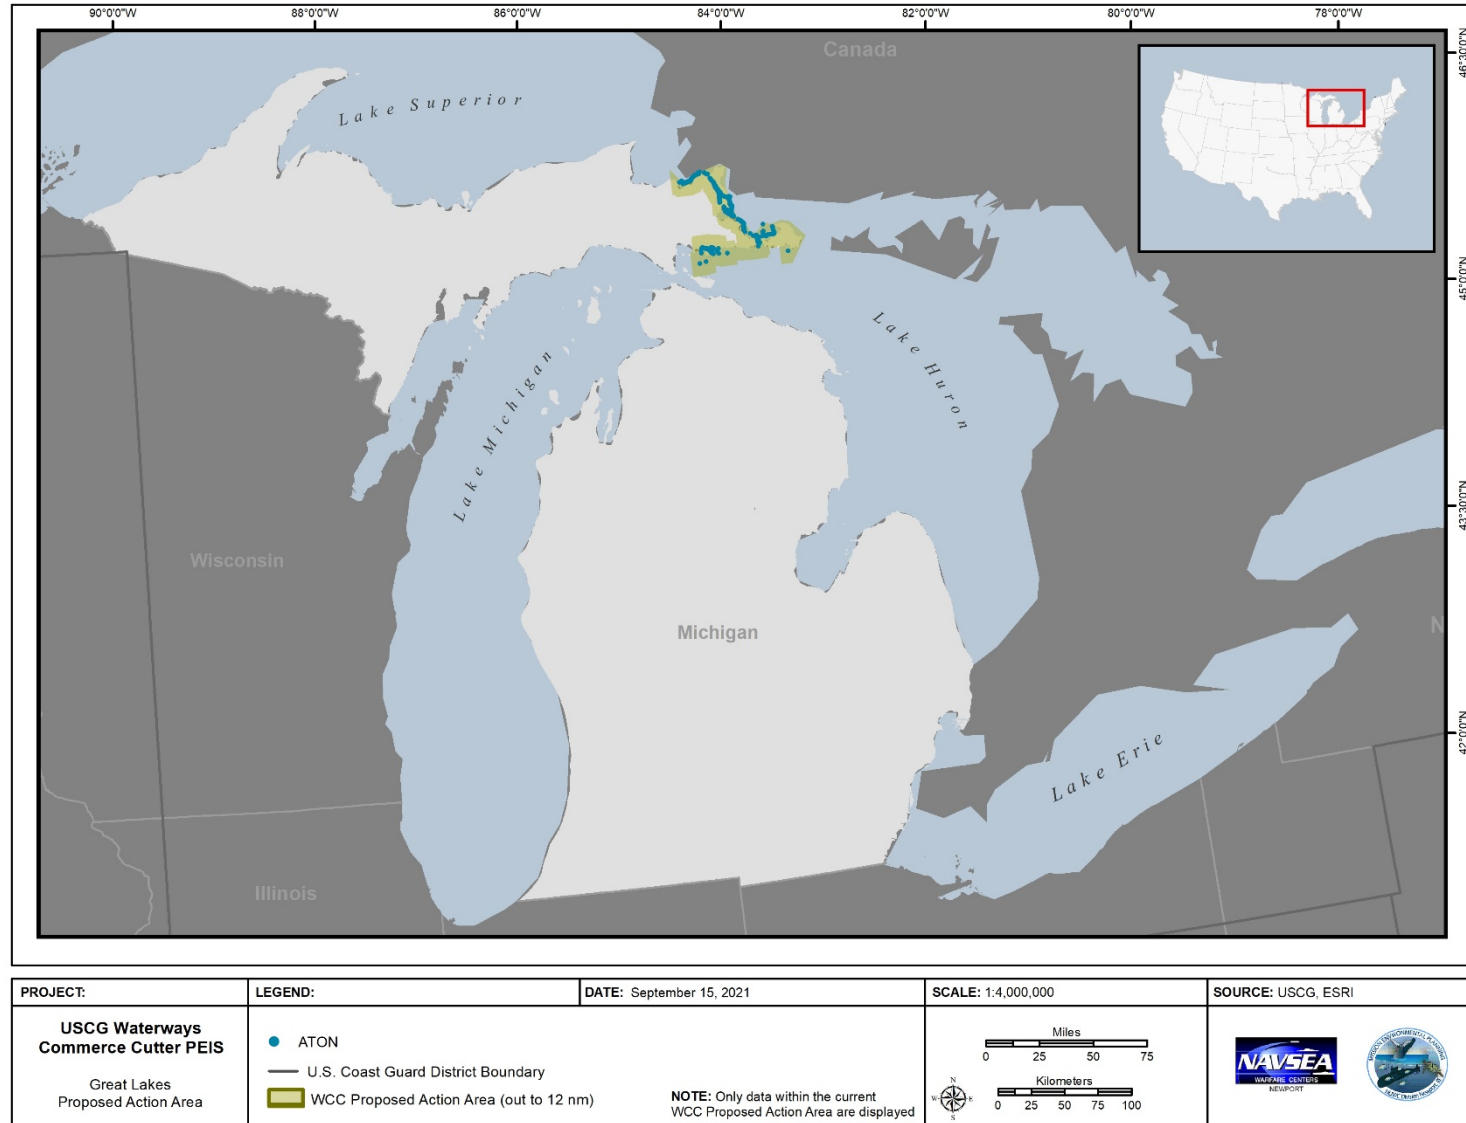 90°0'0"W 88°0'0"W 86°0'0"W 84°0'0"W 82°0'0"W 80°0'0"W 78°0'0"W
46°30'0"N
45°0'0"N
43°30'0"N
42°0'0"N
Canada
Lake Superior
Lake Huron
Lake Michigan
Wisconsin
Michigan
N
Lake Erie
Illinois
PROJECT:
USCG Waterways
Commerce Cutter PEIS
Great Lakes
Proposed Action Area
LEGEND:
ATON
U.S. Coast Guard District Boundary
WCC Proposed Action Area (out to 12 nm)
DATE: September 15, 2021
NOTE: Only data within the current
WCC Proposed Action Area are displayed
SCALE: 1:4,000,000
Miles
0 25 50 75
Kilometers
0 25 50 75 100
N
W E
S
SOURCE: USCG, ESRI
NAVSEA
WARFARE CENTERS
NEWPORT
MISSION ENVIRONMENTAL PLANNING